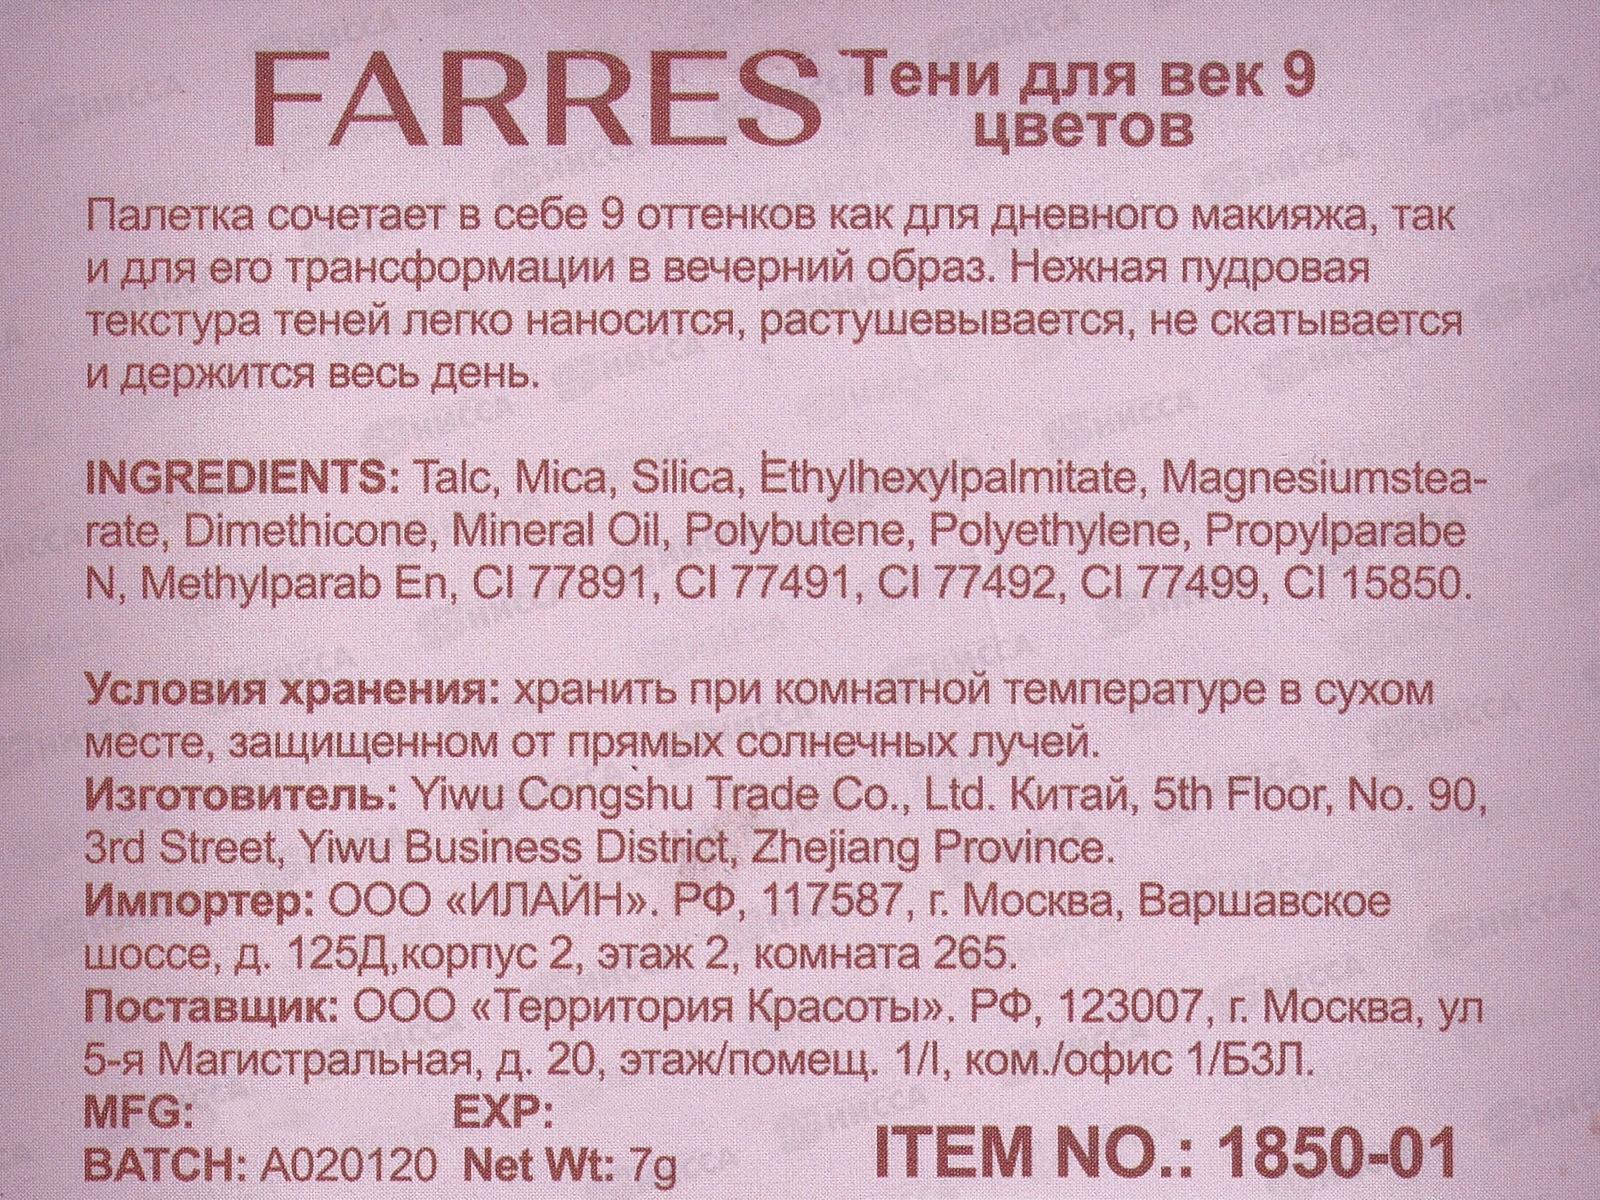 FARRES Тени для век 9
цветов
Палетка сочетает в себе 9 оттенков как для дневного макияжа, так
и для его трансформации в вечерний образ. Нежная пудровая
текстура теней легко наносится, растушевывается, не скатывается
и держится весь день.
INGREDIENTS: Talc, Mica, Silica, Ethylhexylpalmitate, Magnesiumstea-
rate, Dimethicone, Mineral Oil, Polybutene, Polyethylene, Propylparabe
N, Methylparab En, CI 77891, CI 77491, CI 77492, CI 77499, CI 15850.
Условия хранения: хранить при комнатной температуре в сухом
месте, защищенном от прямых солнечных лучей.
Изготовитель: Yiwu Congshu Trade Co., Ltd. Китай, 5th Floor, No. 90,
3rd Street, Yiwu Business District, Zhejiang Province.
Импортер: ООО «ИЛАЙН». РФ, 117587, г. Москва, Варшавское
шоссе, д. 125Д,корпус 2, этаж 2, комната 265.
Поставщик: ООО «Территория Красоты». РФ, 123007, г. Москва, ул
5-я Магистральная, д. 20, этаж/помещ. 1/I, ком./офис 1/БЗЛ.
MFG: EXP:
BATCH: A020120 Net Wt: 7g
ITEM NO.: 1850-01